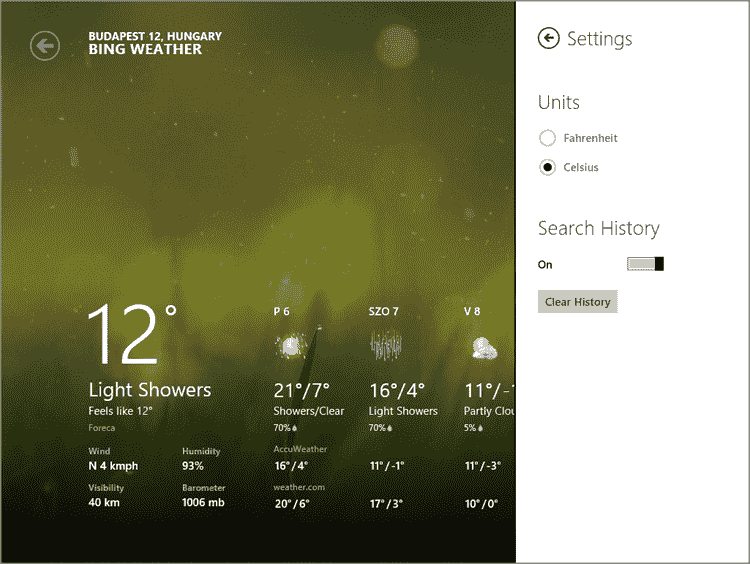 BUDAPEST 12, HUNGARY
BING WEATHER
12°
Light Showers
Feels like 12°
Foreca
Wind
N 4 kmph
Humidity
93%
Visibility
40 km
Barometer
1006 mb
P 6
SZO 7
V 8
21°/7°
16°/4°
11°/-
Showers/Clear
Light Showers
Partly Clou
70%
70%
5%
AccuWeather
16°/4°
11°/-1°
11°/-3°
weather.com
20°/6°
17°/3°
10°/0°
Settings
Units
Fahrenheit
Celsius
Search History
On
Clear History